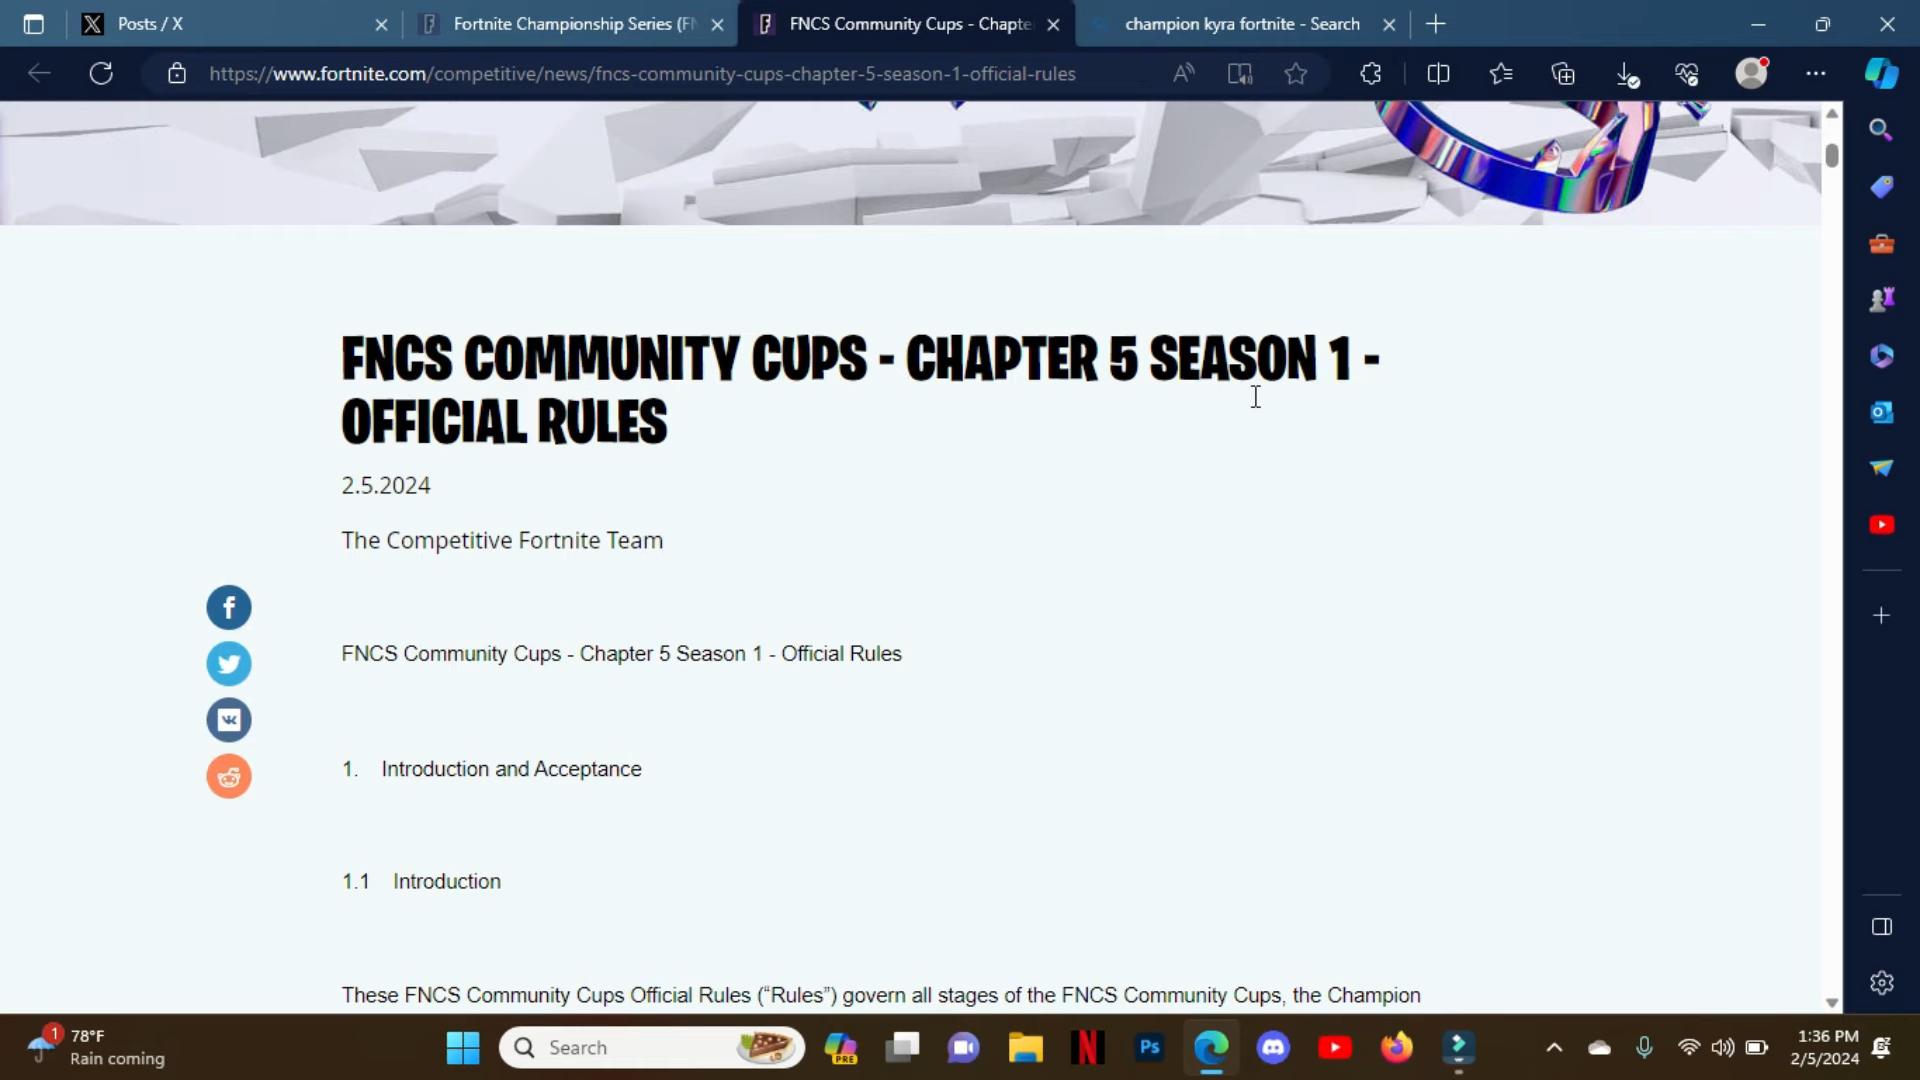 Posts / X
Fortnite Championship Series (FN
FNCS Community Cups - Chapte
champion kyra fortnite - Search
https://www.fortnite.com/competitive/news/fncs-community-cups-chapter-5-season-1-official-rules
FNCS COMMUNITY CUPS - CHAPTER 5 SEASON 1 -
OFFICIAL RULES
2.5.2024
The Competitive Fortnite Team
FNCS Community Cups - Chapter 5 Season 1 - Official Rules
1. Introduction and Acceptance
1.1 Introduction
These FNCS Community Cups Official Rules (“Rules”) govern all stages of the FNCS Community Cups, the Champion
1
78°F
Rain coming
Search
PRE
N
Ps
1:36 PM
2/5/2024